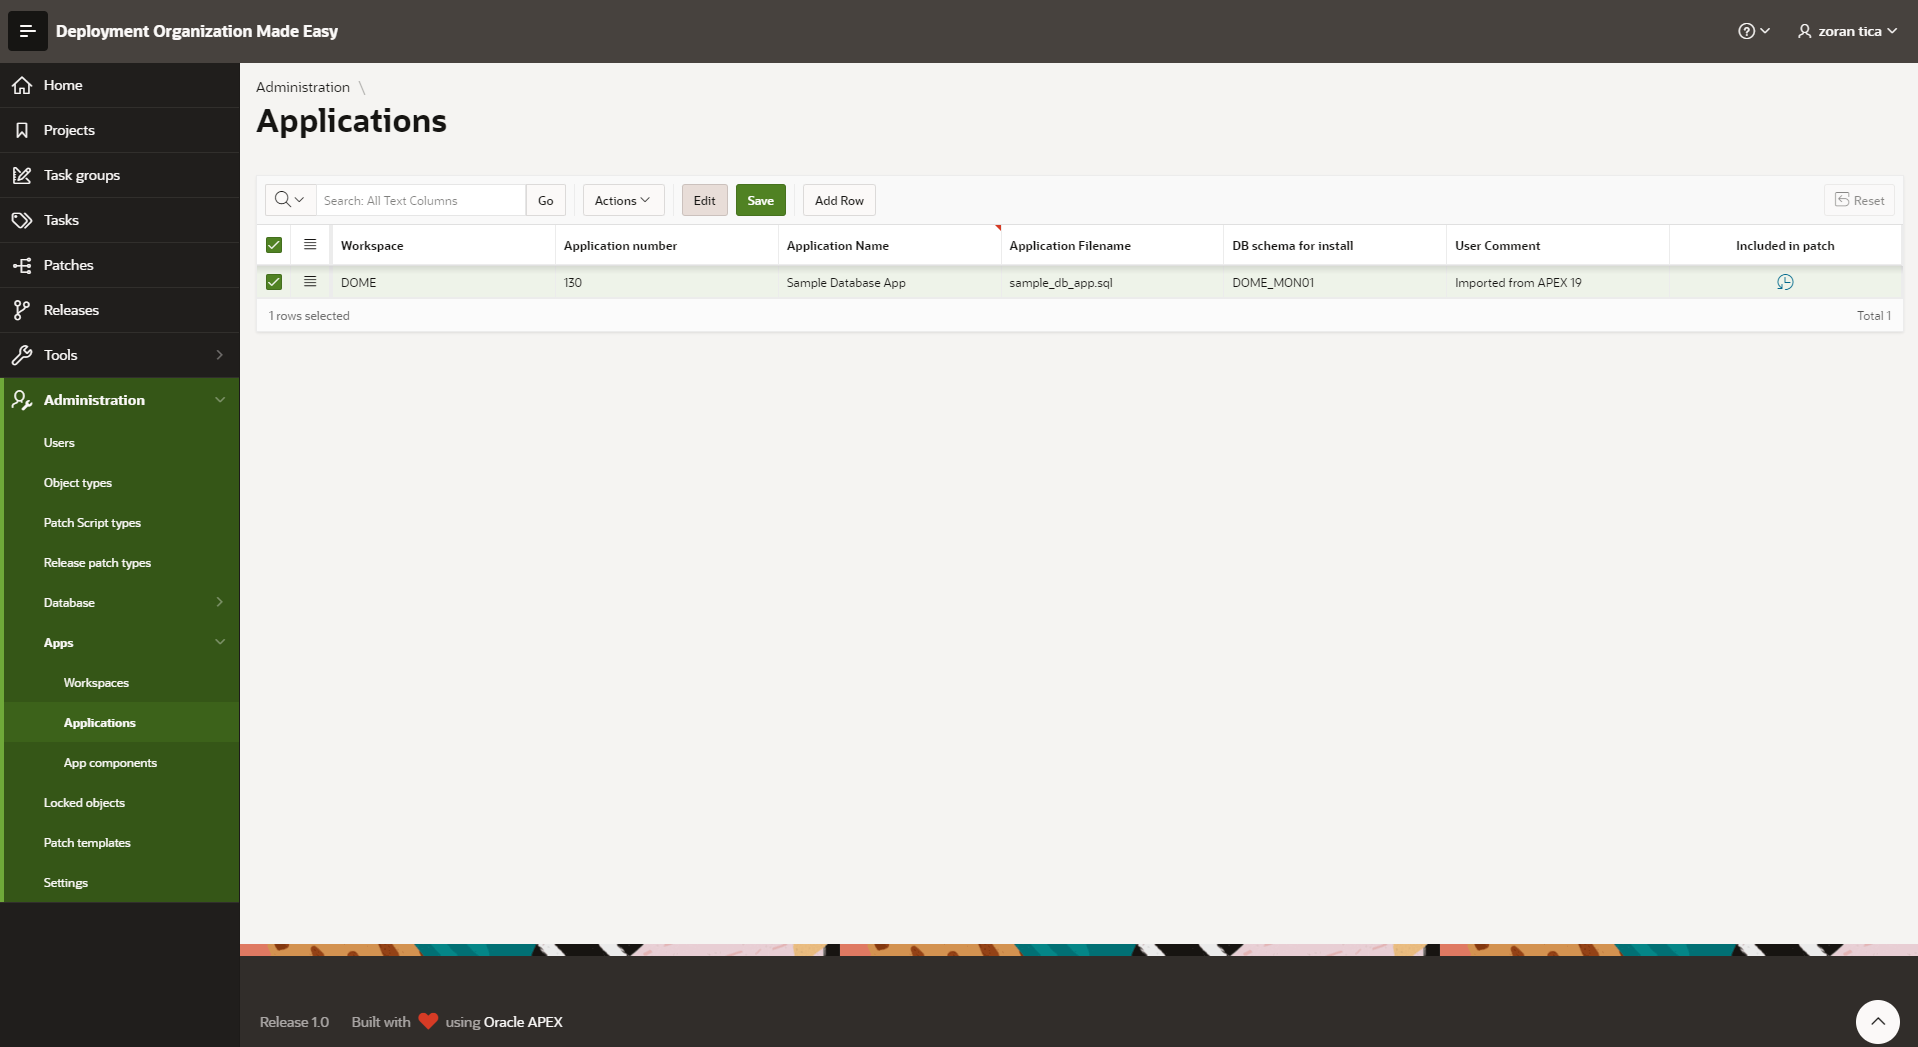 Deployment Organization Made Easy
zoran tica
Home
Projects
Task groups
Tasks
Patches
Releases
Tools
Administration
Users
Object types
Patch Script types
Release patch types
Database
Apps
Workspaces
Applications
App components
Locked objects
Patch templates
Settings
Administration \
Applications
Search: All Text Columns Go Actions Edit Save Add Row Reset
Workspace Application number Application Name Application Filename DB schema for install User Comment Included in patch
DOME 130 Sample Database App sample_db_app.sql DOME_MON01 Imported from APEX 19
1 rows selected Total 1
Release 1.0 Built with using Oracle APEX